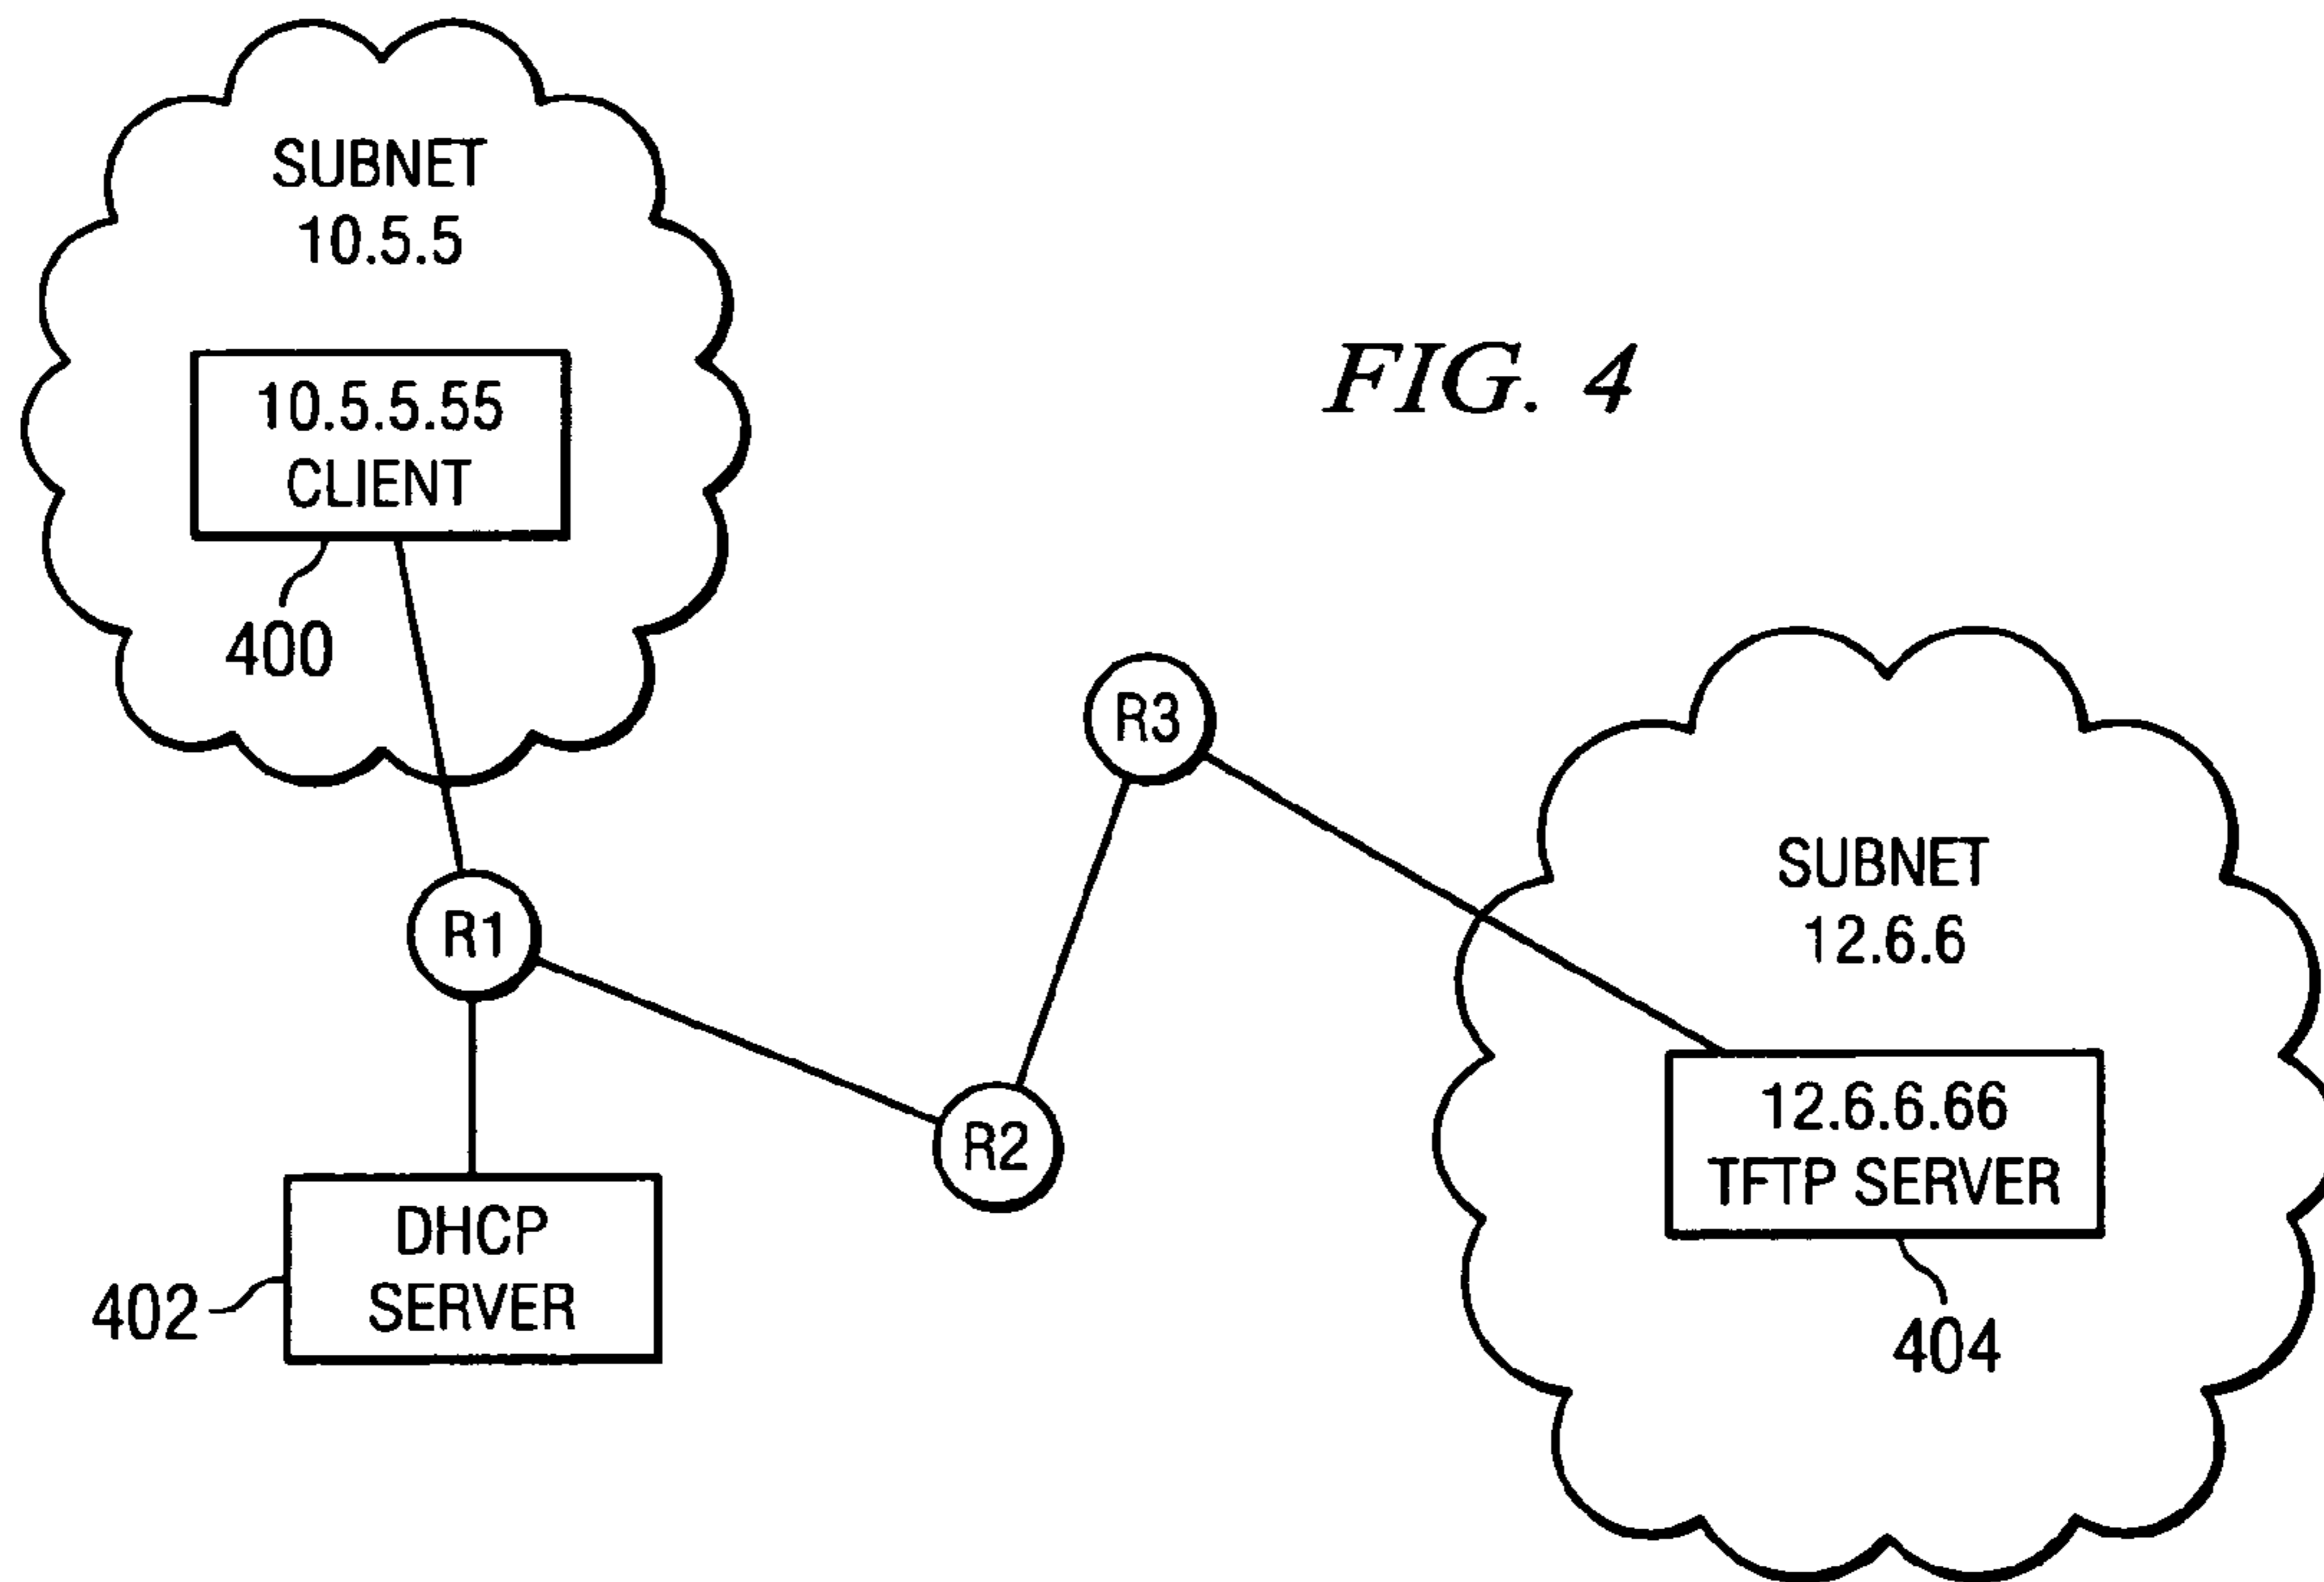 SUBNET
10.5.5
10.5.5.55
CLIENT
400
FIG. 4
R3
R1
R2
SUBNET
12.6.6
12.6.6.66
TFTP SERVER
404
DHCP
SERVER
402